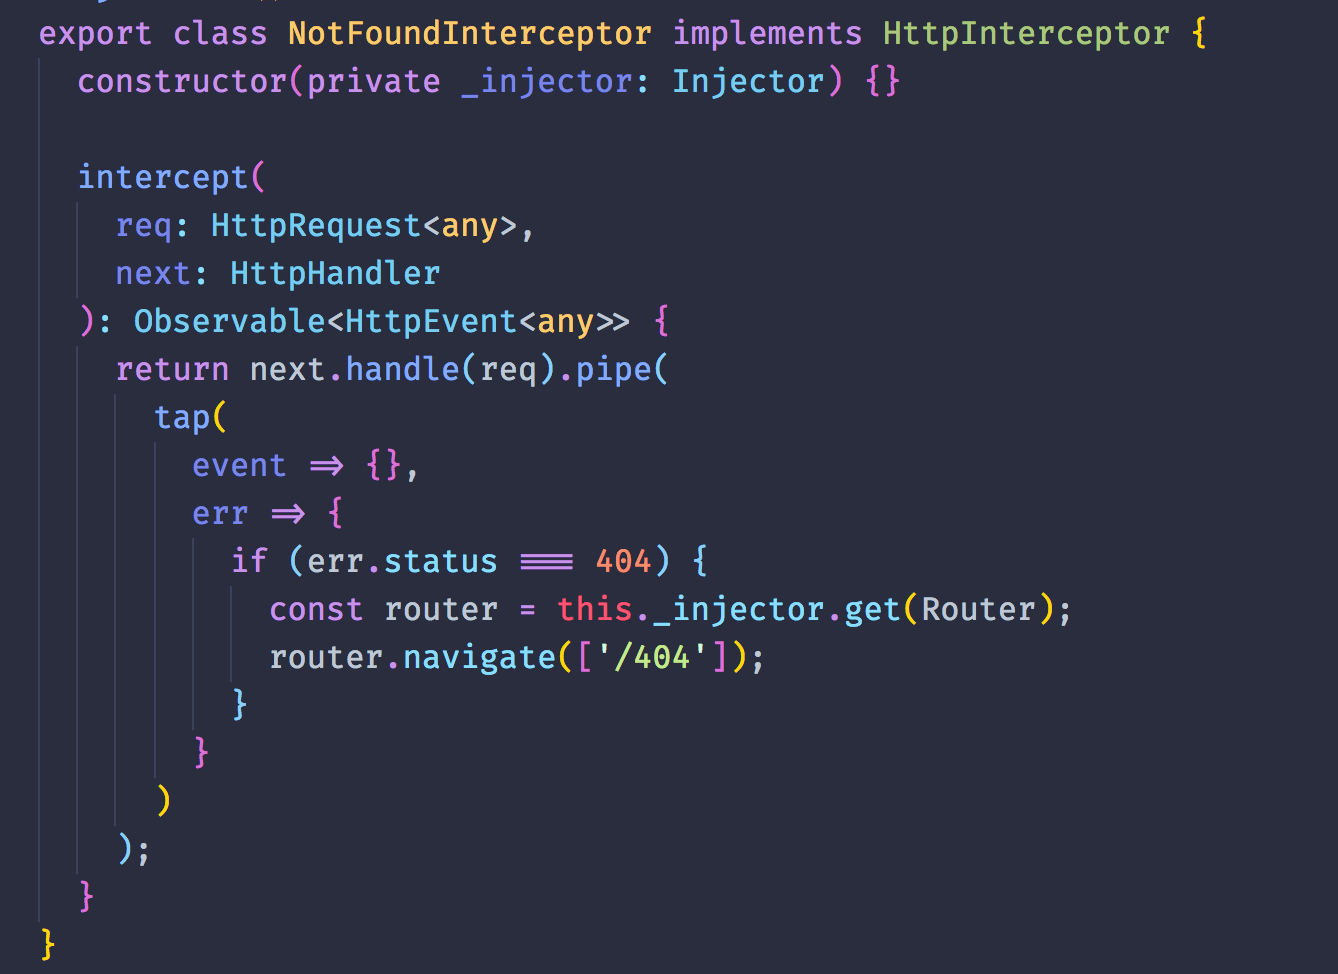 export class NotFoundInterceptor implements HttpInterceptor {
  constructor(private _injector: Injector) {}

  intercept(
    req: HttpRequest<any>,
    next: HttpHandler
  ): Observable<HttpEvent<any>> {
    return next.handle(req).pipe(
      tap(
        event => {},
        err => {
          if (err.status === 404) {
            const router = this._injector.get(Router);
            router.navigate(['/404']);
          }
        }
      )
    );
  }
}